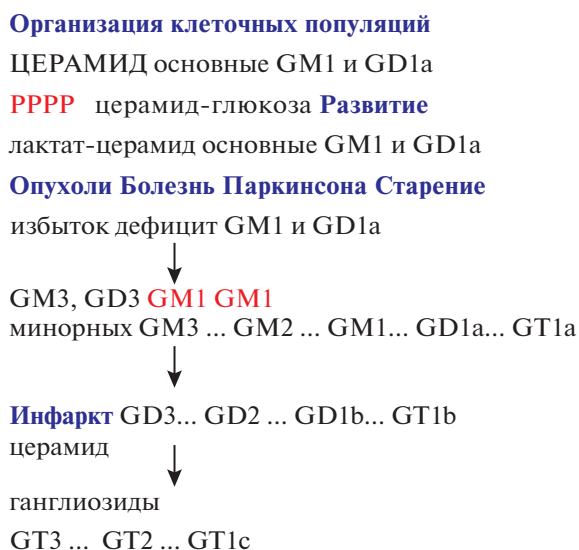 Организация клеточных популяций
ЦЕРАМИД основные GM1 и GD1a
PPPP церамид-глюкоза Развитие
лактат-церамид основные GM1 и GD1a
Опухоли Болезнь Паркинсона Старение
избыток дефицит GM1 и GD1a
GM3, GD3 GM1 GM1
минорных GM3 ... GM2 ... GM1... GD1a... GT1a
Инфаркт GD3... GD2 ... GD1b... GT1b
церамид
ганглиозиды
GT3 ... GT2 ... GT1c